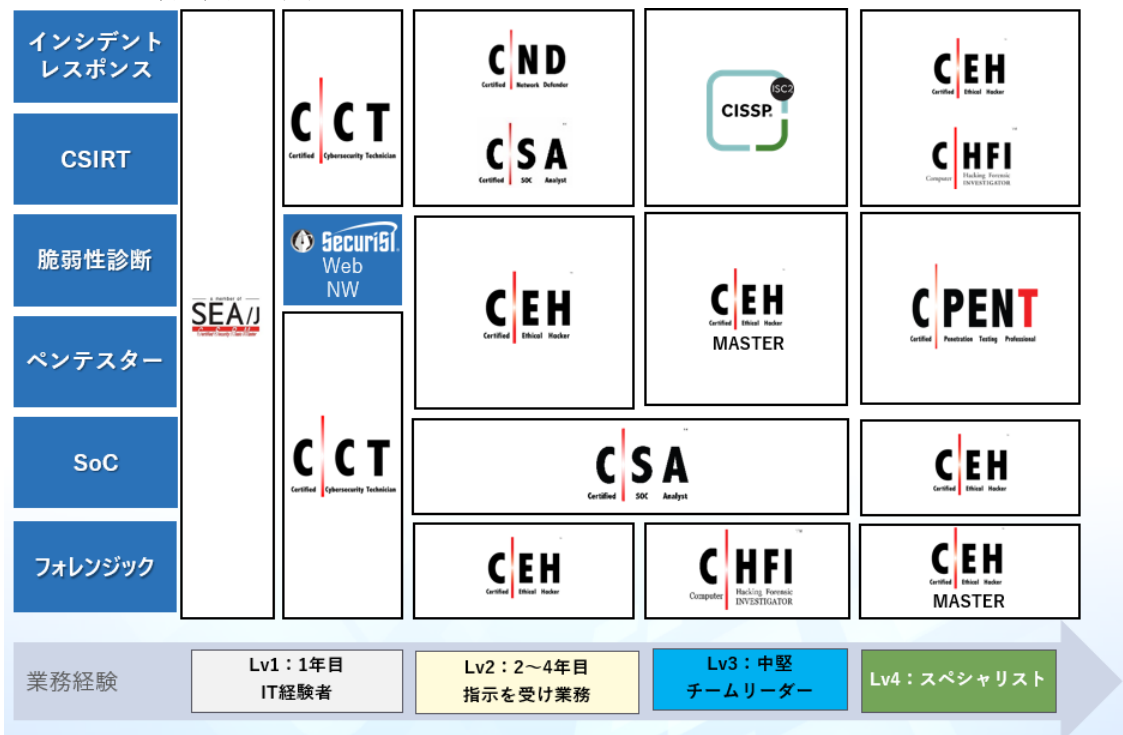 インシデント
レスポンス
CSIRT
脆弱性診断
ペンテスター
SoC
フォレンジック
a member of
SEA/J
CCT
Certified Cybersecurity Technician
SecuriST
Web
NW
CCT
Certified Cybersecurity Technician
CND
Certified Network Defender
CSA
Certified SOC Analyst
CISSP.
ISC2
CEH
Certified Ethical Hacker
CHFI
Computer Hacking Forensic
INVESTIGATOR
CEH
Certified Ethical Hacker
CEH
Certified Ethical Hacker
MASTER
CPENT
Certified Penetration Testing Professional
CSA
Certified SOC Analyst
CEH
Certified Ethical Hacker
CEH
Certified Ethical Hacker
CHFI
Computer Hacking Forensic
INVESTIGATOR
CEH
Certified Ethical Hacker
MASTER
業務経験
Lv1：1年目
IT経験者
Lv2：2～4年目
指示を受け業務
Lv3：中堅
チームリーダー
Lv4：スペシャリスト